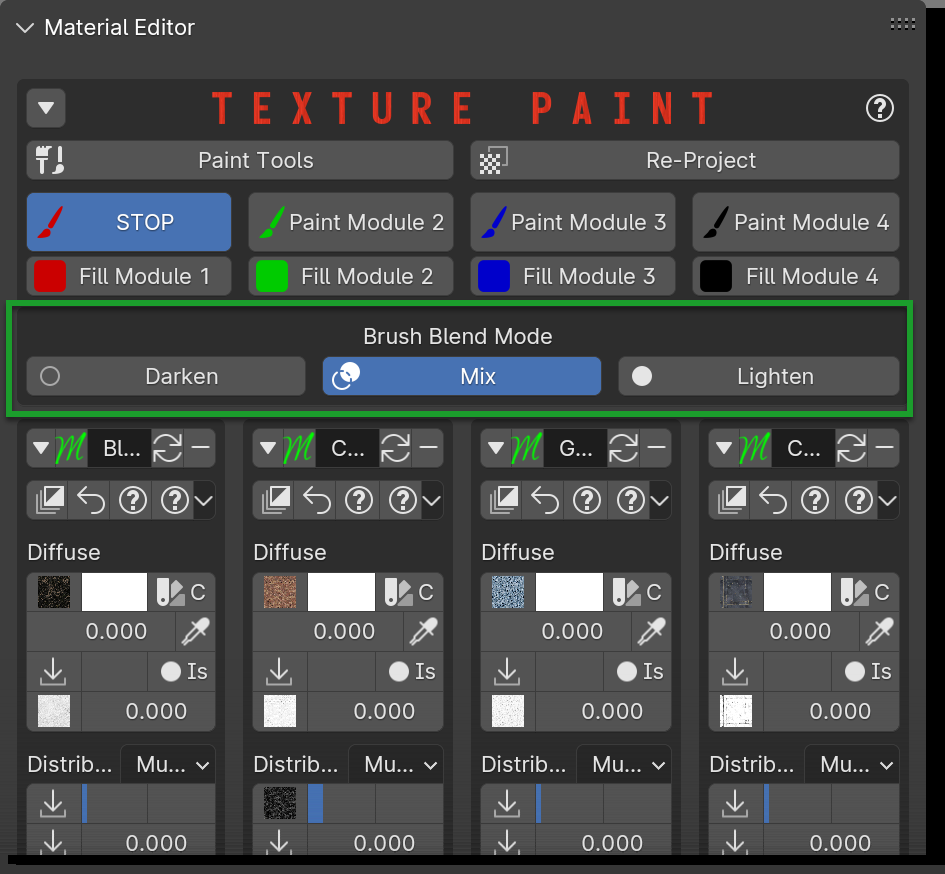 Material Editor
TEXTURE PAINT
Paint Tools Re-Project
STOP Paint Module 2 Paint Module 3 Paint Module 4
Fill Module 1 Fill Module 2 Fill Module 3 Fill Module 4
Brush Blend Mode
Darken Mix Lighten
Bl... C... G... C...
Diffuse Diffuse Diffuse Diffuse
C C C C
0.000 0.000 0.000 0.000
Is Is Is Is
0.000 0.000 0.000 0.000
Distrib... Mu... Distrib... Mu... Distrib... Mu... Distrib... Mu...
0.000 0.000 0.000 0.000